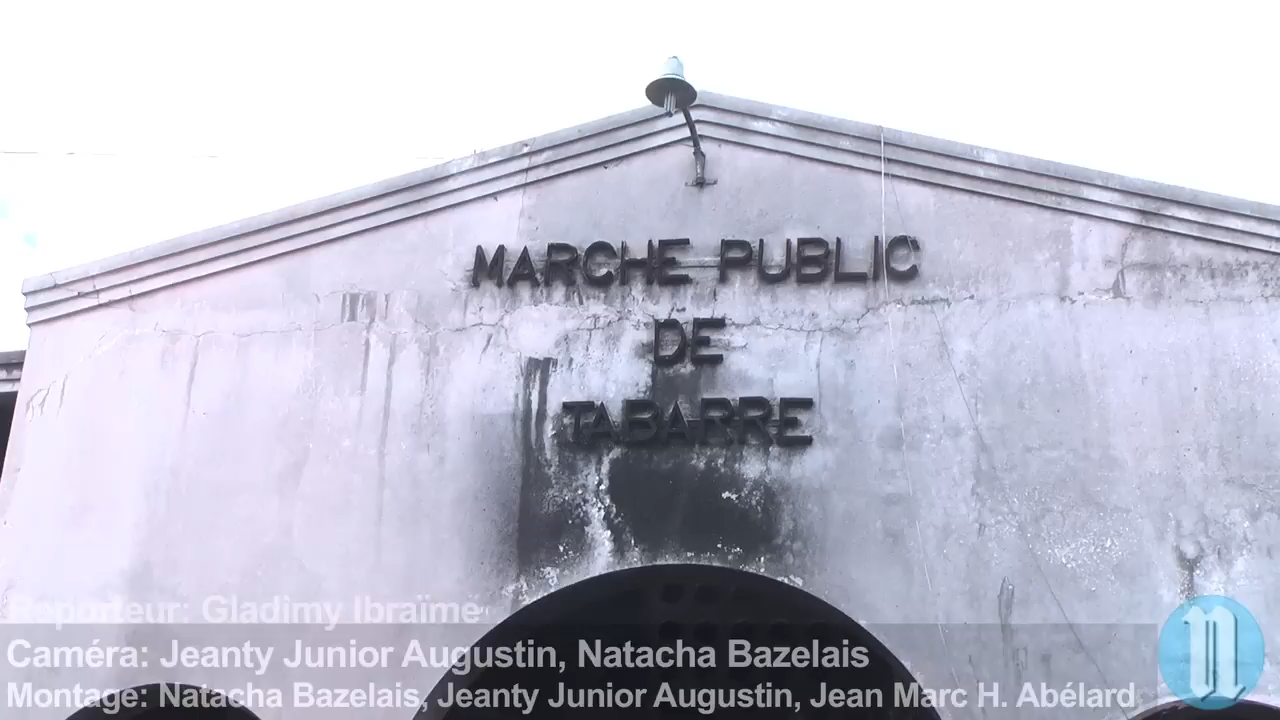 MARCHE PUBLIC
DE
TABARRE
Reporteur: Gladimy Ibraïme
Caméra: Jeanty Junior Augustin, Natacha Bazelais
Montage: Natacha Bazelais, Jeanty Junior Augustin, Jean Marc H. Abélard
N